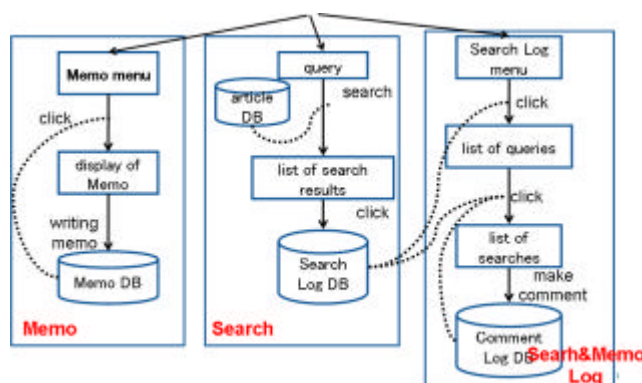 Memo menu
click
display of
Memo
writing
memo
Memo DB
Memo
query
article
DB
search
list of search
results
click
Search
Log DB
Search
Search Log
menu
click
list of queries
click
list of
searches
make
comment
Comment
Log DB
Searh&Memo
Log